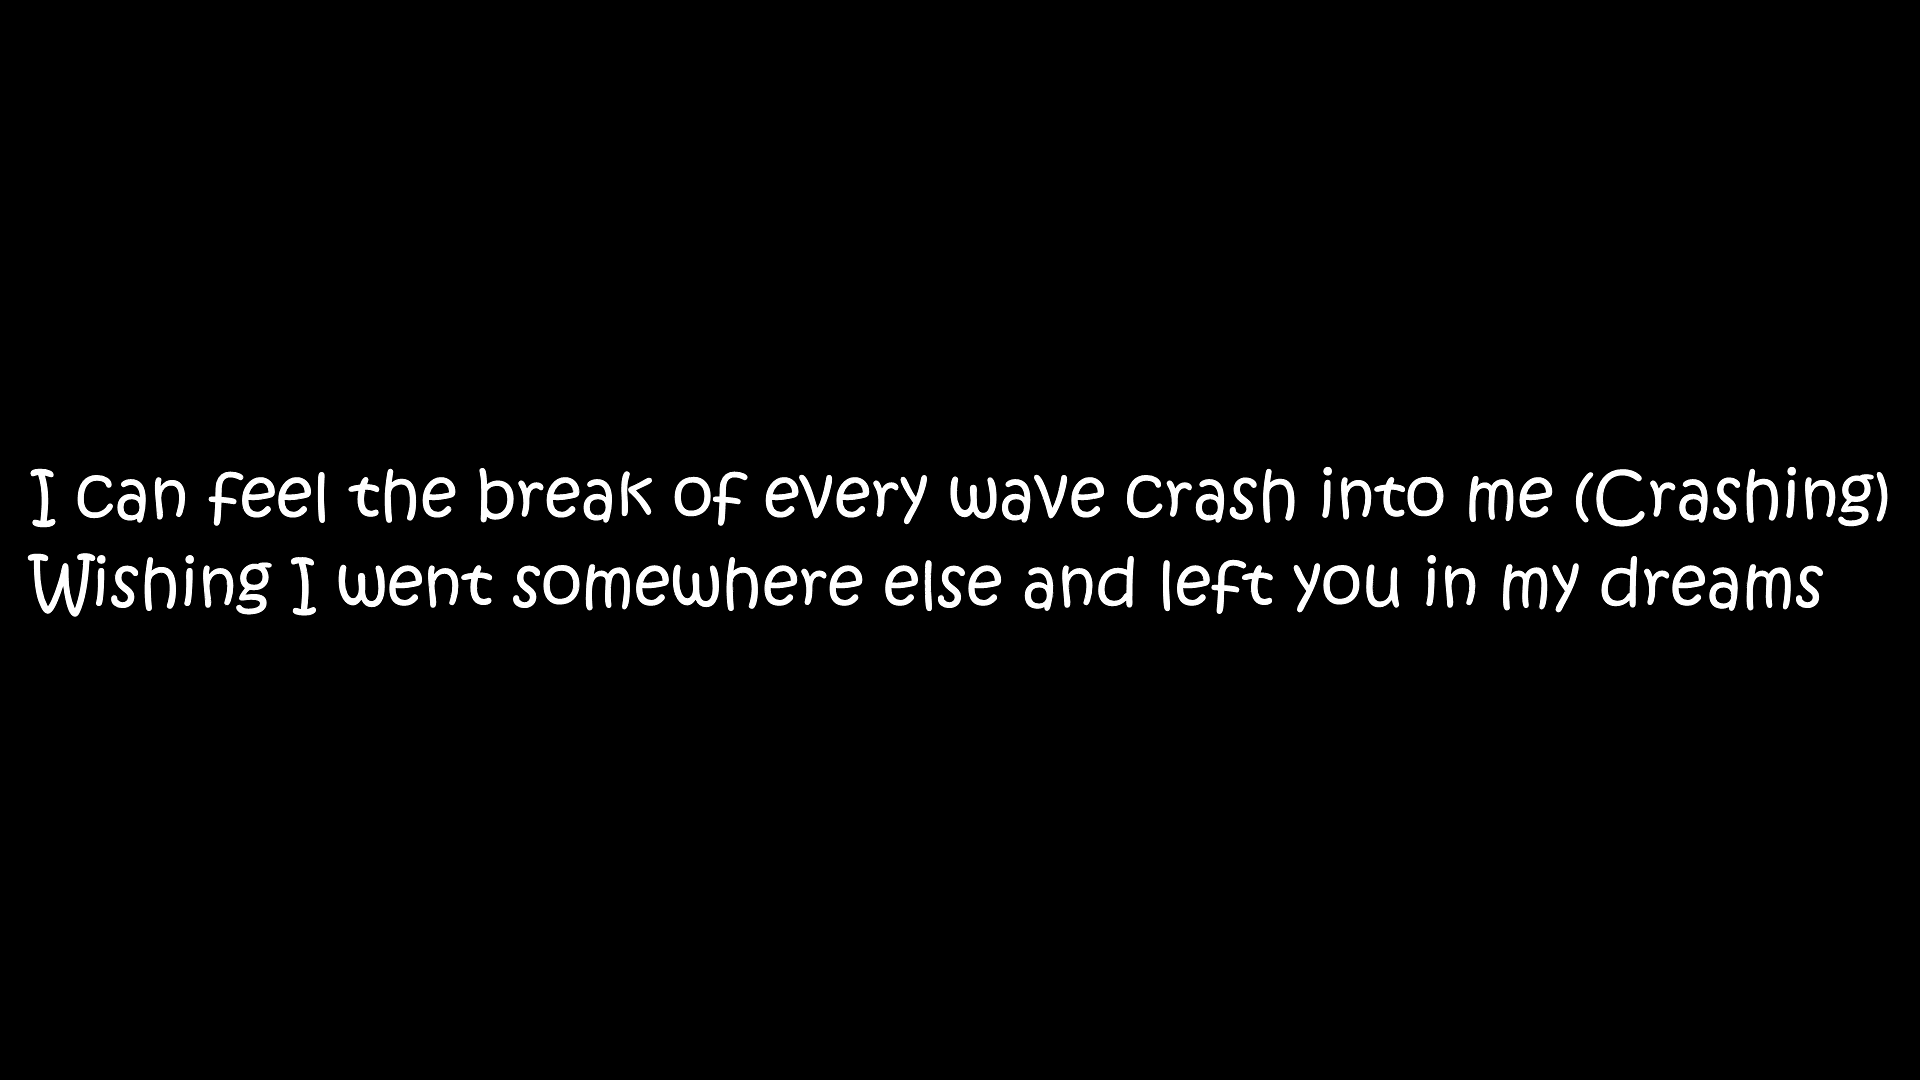 I can feel the break of every wave crash into me (Crashing)
Wishing I went somewhere else and left you in my dreams